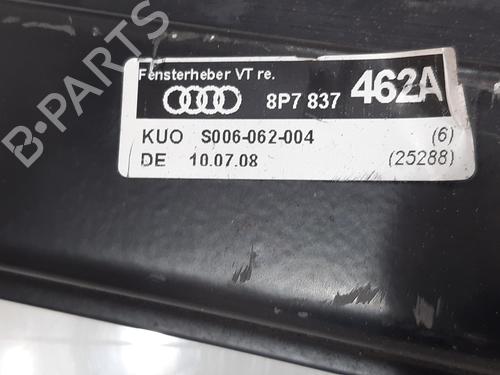 B-PARTS
Fensterheber VT re.
8P7 837 462A
KUO S006-062-004 (6)
DE 10.07.08 (25288)